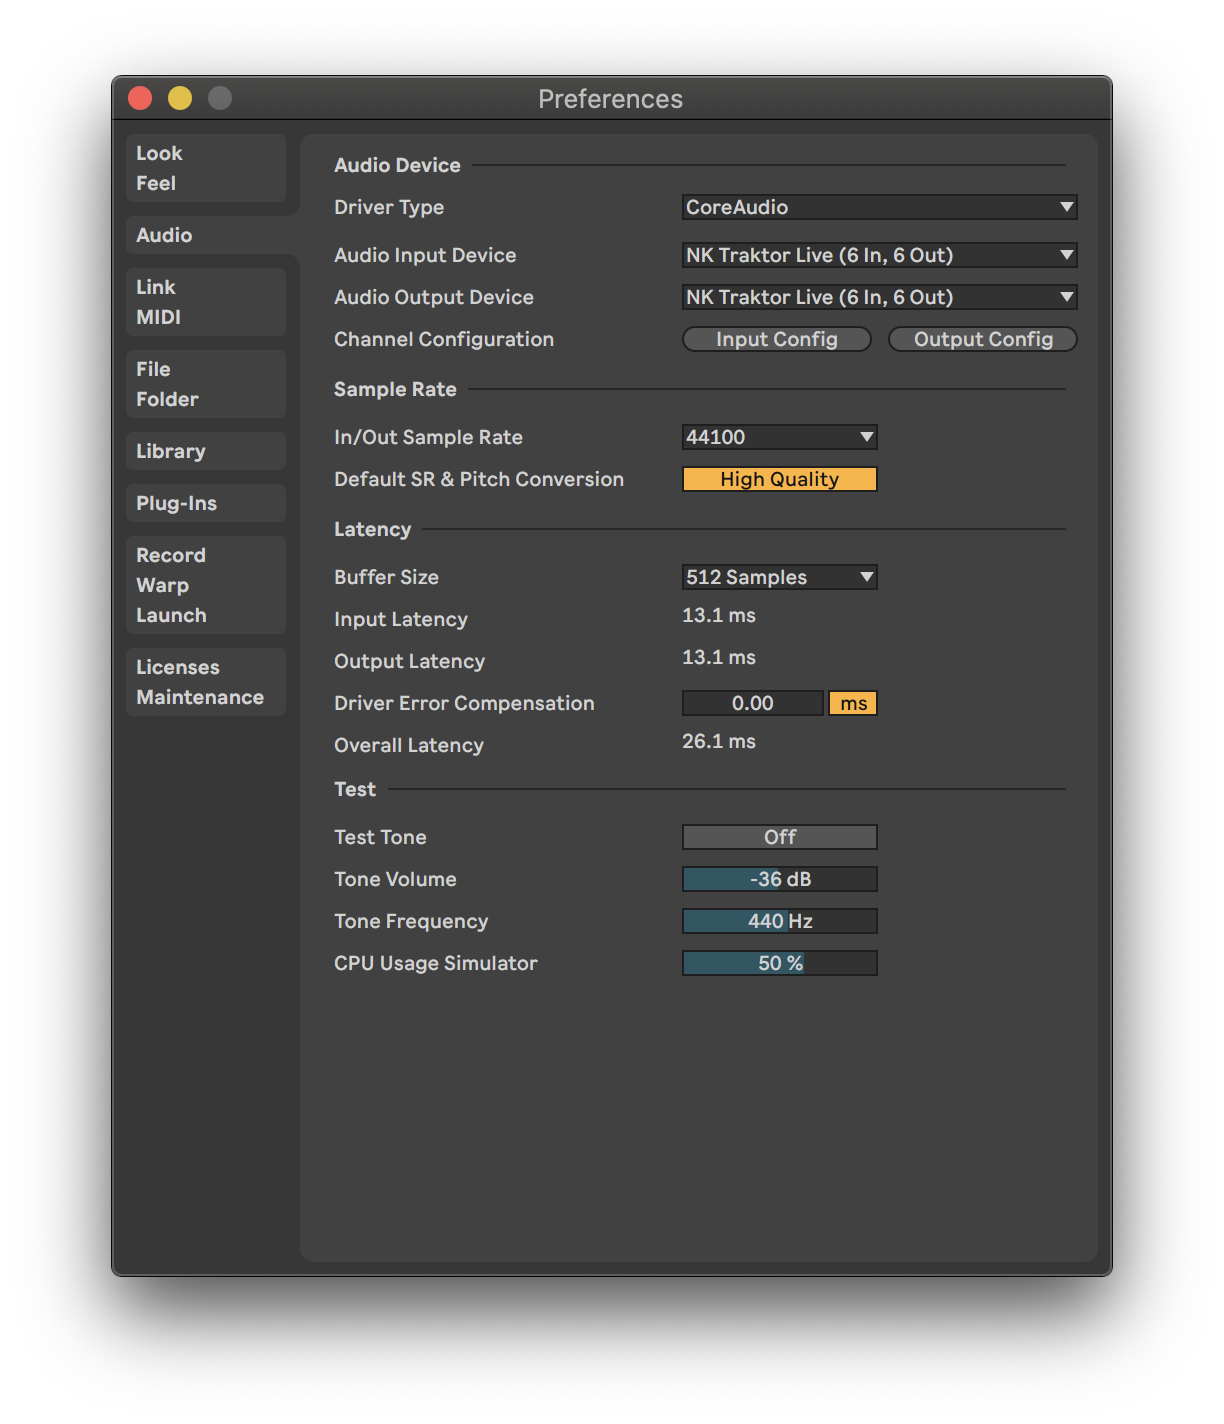 Preferences
Look
Feel
Audio
Link
MIDI
File
Folder
Library
Plug-Ins
Record
Warp
Launch
Licenses
Maintenance
Audio Device
Driver Type CoreAudio
Audio Input Device NK Traktor Live (6 In, 6 Out)
Audio Output Device NK Traktor Live (6 In, 6 Out)
Channel Configuration Input Config Output Config
Sample Rate
In/Out Sample Rate 44100
Default SR & Pitch Conversion High Quality
Latency
Buffer Size 512 Samples
Input Latency 13.1 ms
Output Latency 13.1 ms
Driver Error Compensation 0.00 ms
Overall Latency 26.1 ms
Test
Test Tone Off
Tone Volume -36 dB
Tone Frequency 440 Hz
CPU Usage Simulator 50 %